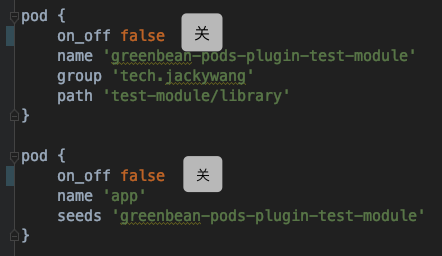 pod {
on_off false 关
name 'greenbean-pods-plugin-test-module'
group 'tech.jackywang'
path 'test-module/library'
}
pod {
on_off false 关
name 'app'
seeds 'greenbean-pods-plugin-test-module'
}